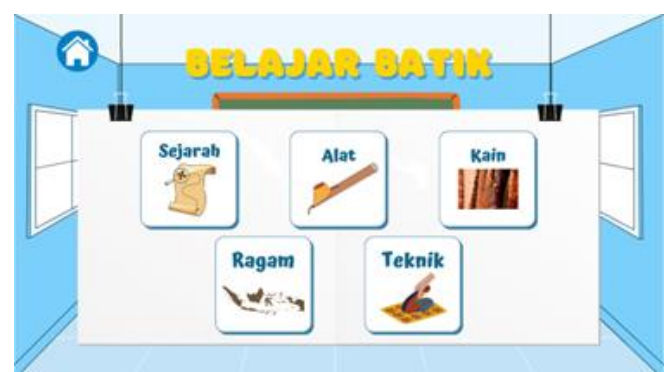 BELAJAR BATIK
Sejarah
Alat
Kain
Ragam
Teknik